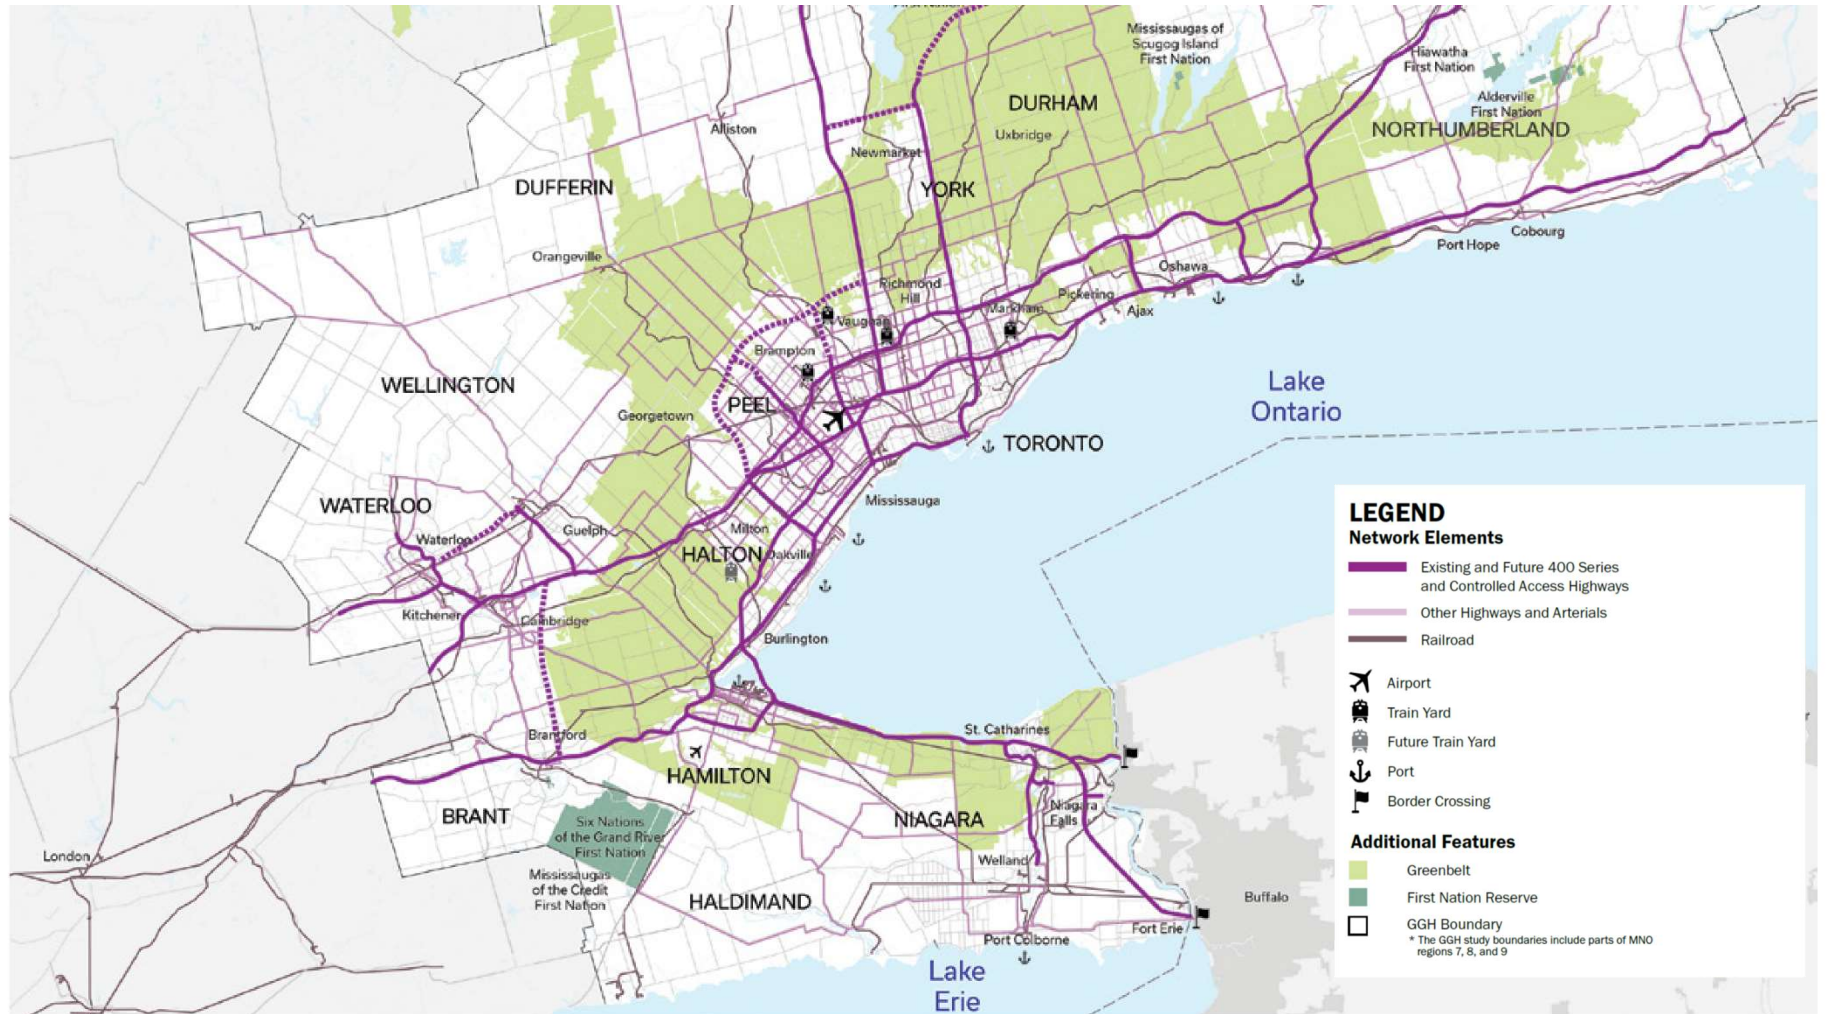 Mississaugas of
Scugog Island
First Nation
Hiawatha
First Nation
Alderville
First Nation
DURHAM
NORTHUMBERLAND
Alliston
Uxbridge
Newmarket
DUFFERIN
YORK
Port Hope
Cobourg
Orangeville
Oshawa
Richmond
Hill
Pickering
Markham
Ajax
Vaughan
Brampton
WELLINGTON
Lake
Ontario
PEEL
Georgetown
TORONTO
Mississauga
WATERLOO
Waterloo
Guelph
Milton
HALTON
Oakville
Kitchener
Cambridge
Burlington
Brantford
St. Catharines
HAMILTON
BRANT
Six Nations
of the Grand River
First Nation
NIAGARA
Niagara
Falls
London
Welland
Mississaugas
of the Credit
First Nation
HALDIMAND
Buffalo
Fort Erie
Port Colborne
Lake
Erie
LEGEND
Network Elements
Existing and Future 400 Series
and Controlled Access Highways
Other Highways and Arterials
Railroad
Airport
Train Yard
Future Train Yard
Port
Border Crossing
Additional Features
Greenbelt
First Nation Reserve
GGH Boundary
* The GGH study boundaries include parts of MNO
regions 7, 8, and 9